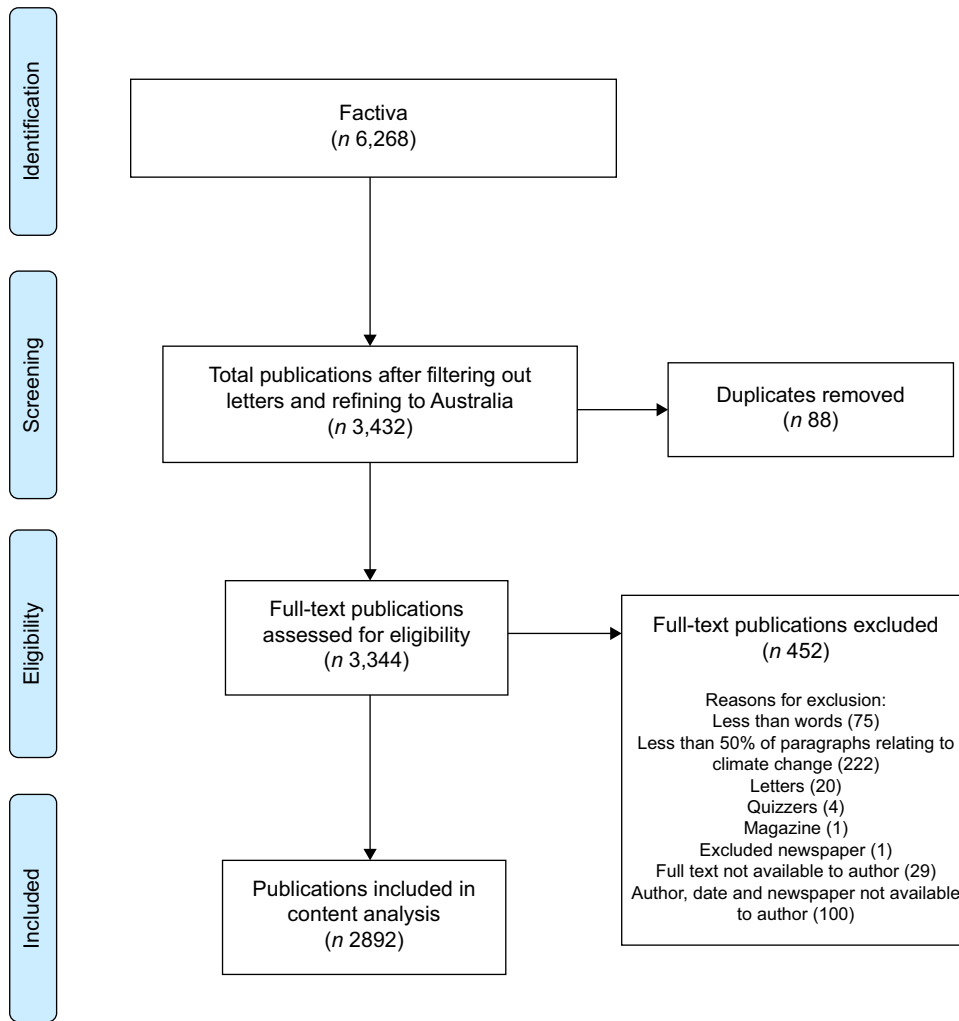 Identification
Factiva
(n 6,268)
Screening
Total publications after filtering out
letters and refining to Australia
(n 3,432)
Duplicates removed
(n 88)
Eligibility
Full-text publications
assessed for eligibility
(n 3,344)
Full-text publications excluded
(n 452)
Reasons for exclusion:
Less than words (75)
Less than 50% of paragraphs relating to
climate change (222)
Letters (20)
Quizzers (4)
Magazine (1)
Excluded newspaper (1)
Full text not available to author (29)
Author, date and newspaper not available
to author (100)
Included
Publications included in
content analysis
(n 2892)